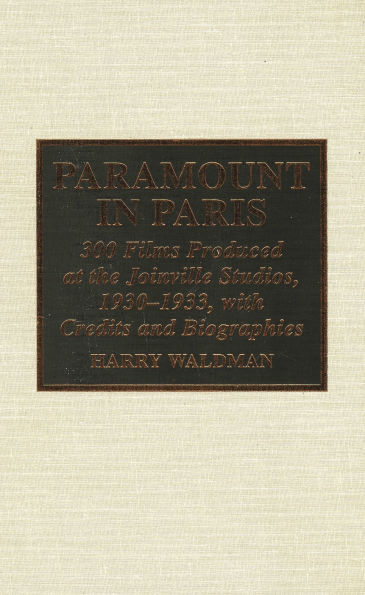 PARAMOUNT
IN PARIS
300 Films Produced
at the Joinville Studios,
1930–1933, with
Credits and Biographies
HARRY WALDMAN